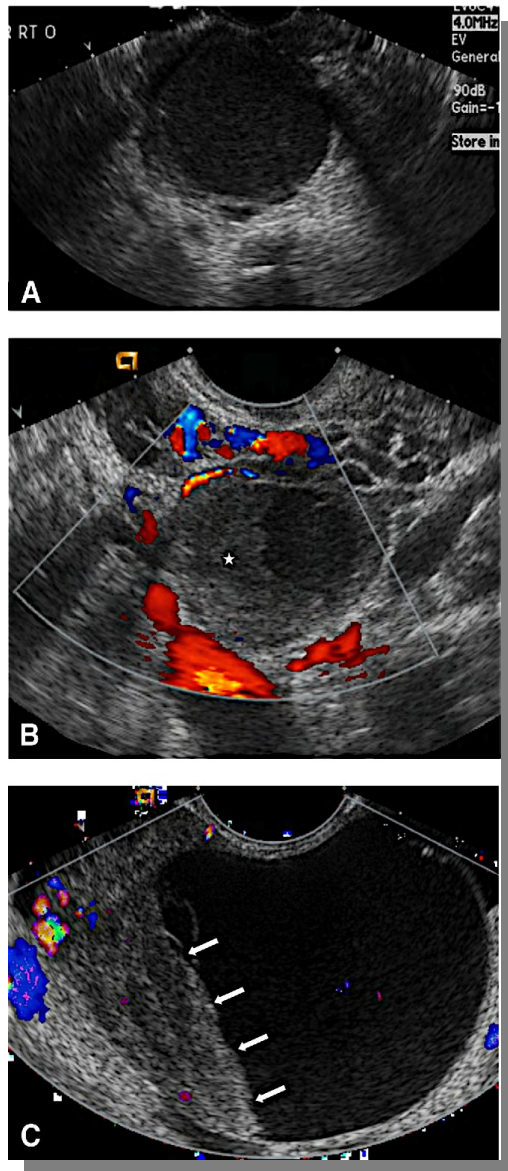 RT O
4.0MHz
EV
General
90dB
Gain=-1
Store in
A
B
C